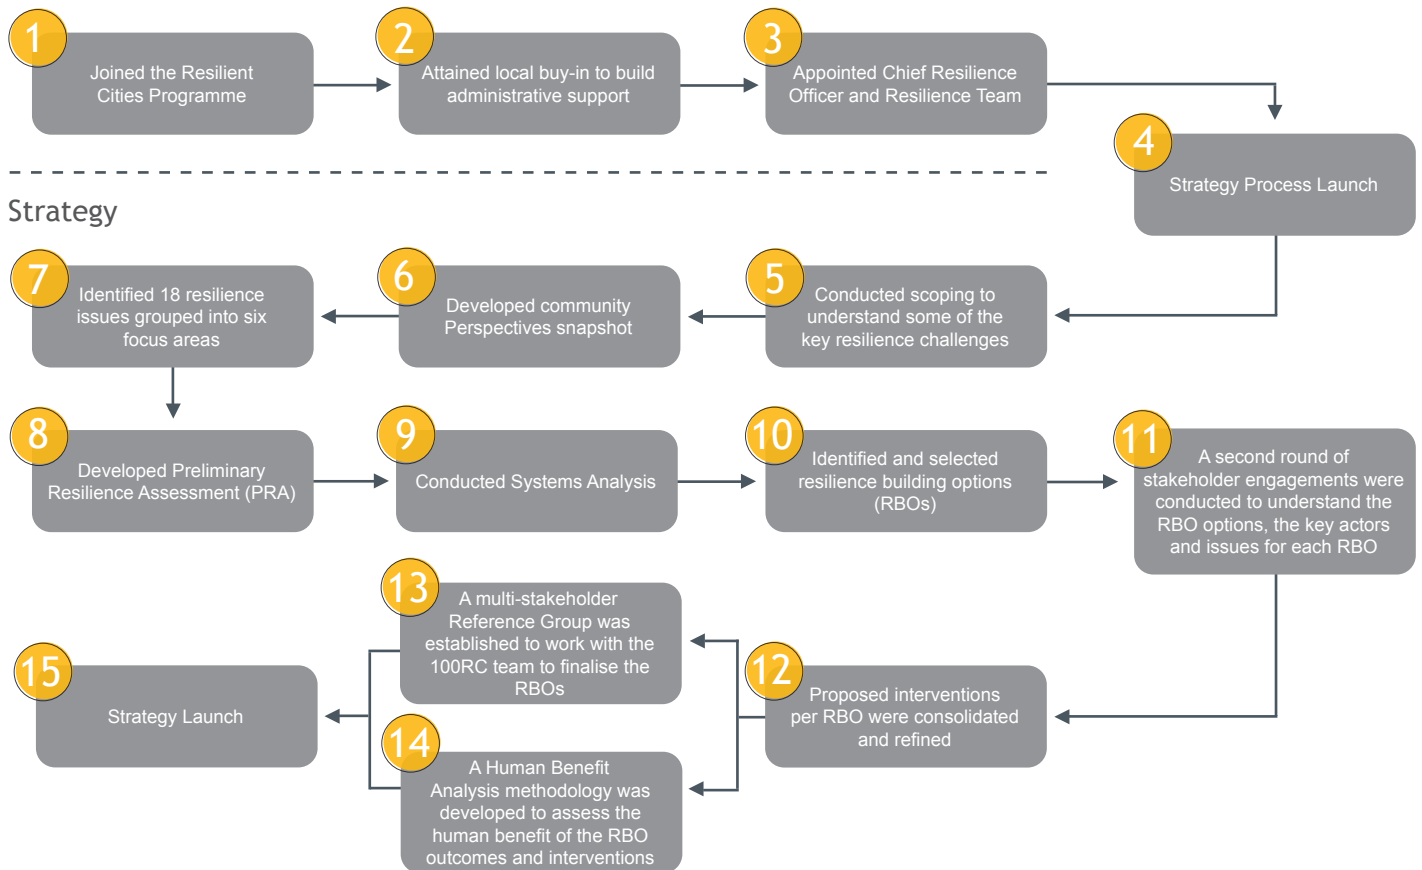 1
Joined the Resilient
Cities Programme
2
Attained local buy-in to build
administrative support
3
Appointed Chief Resilience
Officer and Resilience Team
4
Strategy Process Launch
Strategy
5
Conducted scoping to
understand some of the
key resilience challenges
6
Developed community
Perspectives snapshot
7
Identified 18 resilience
issues grouped into six
focus areas
8
Developed Preliminary
Resilience Assessment (PRA)
9
Conducted Systems Analysis
10
Identified and selected
resilience building options
(RBOs)
11
A second round of
stakeholder engagements were
conducted to understand the
RBO options, the key actors
and issues for each RBO
12
Proposed interventions
per RBO were consolidated
and refined
13
A multi-stakeholder
Reference Group was
established to work with the
100RC team to finalise the
RBOs
14
A Human Benefit
Analysis methodology was
developed to assess the
human benefit of the RBO
outcomes and interventions
15
Strategy Launch